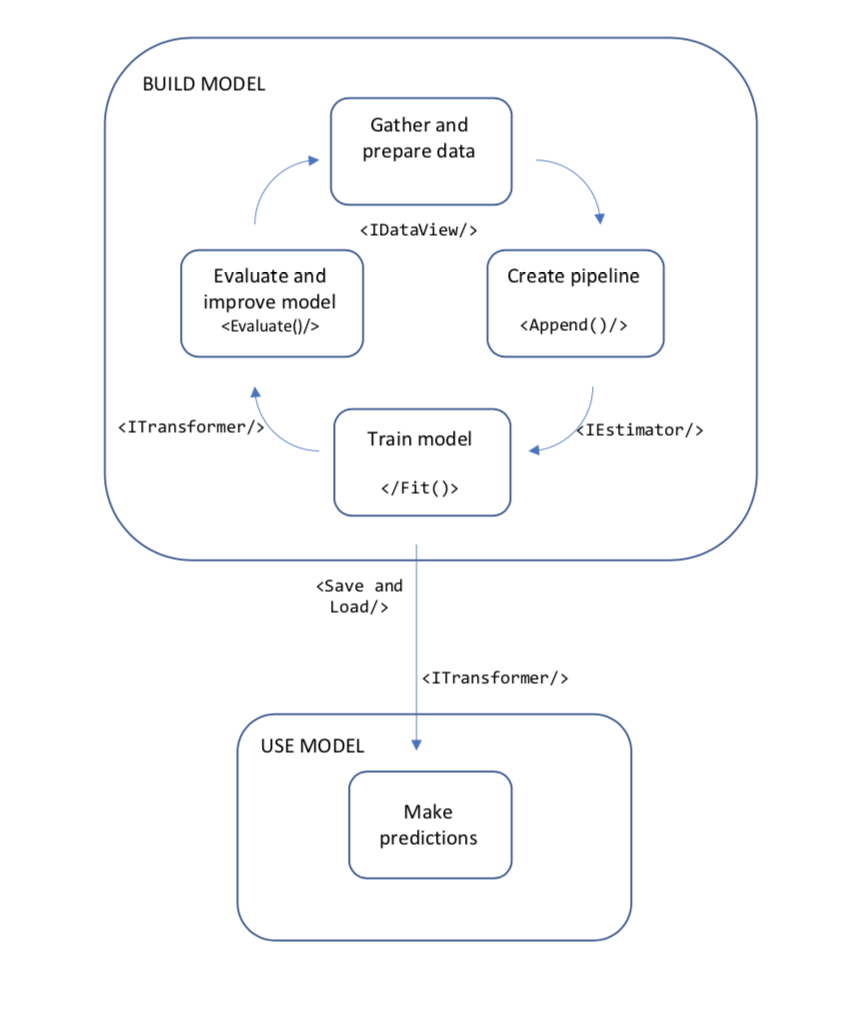 BUILD MODEL
Gather and
prepare data
<IDataView/>
Evaluate and
improve model
<Evaluate()/>
Create pipeline
<Append()/>
<ITransformer/>
<IEstimator/>
Train model
</Fit()>
<Save and
Load/>
<ITransformer/>
USE MODEL
Make
predictions